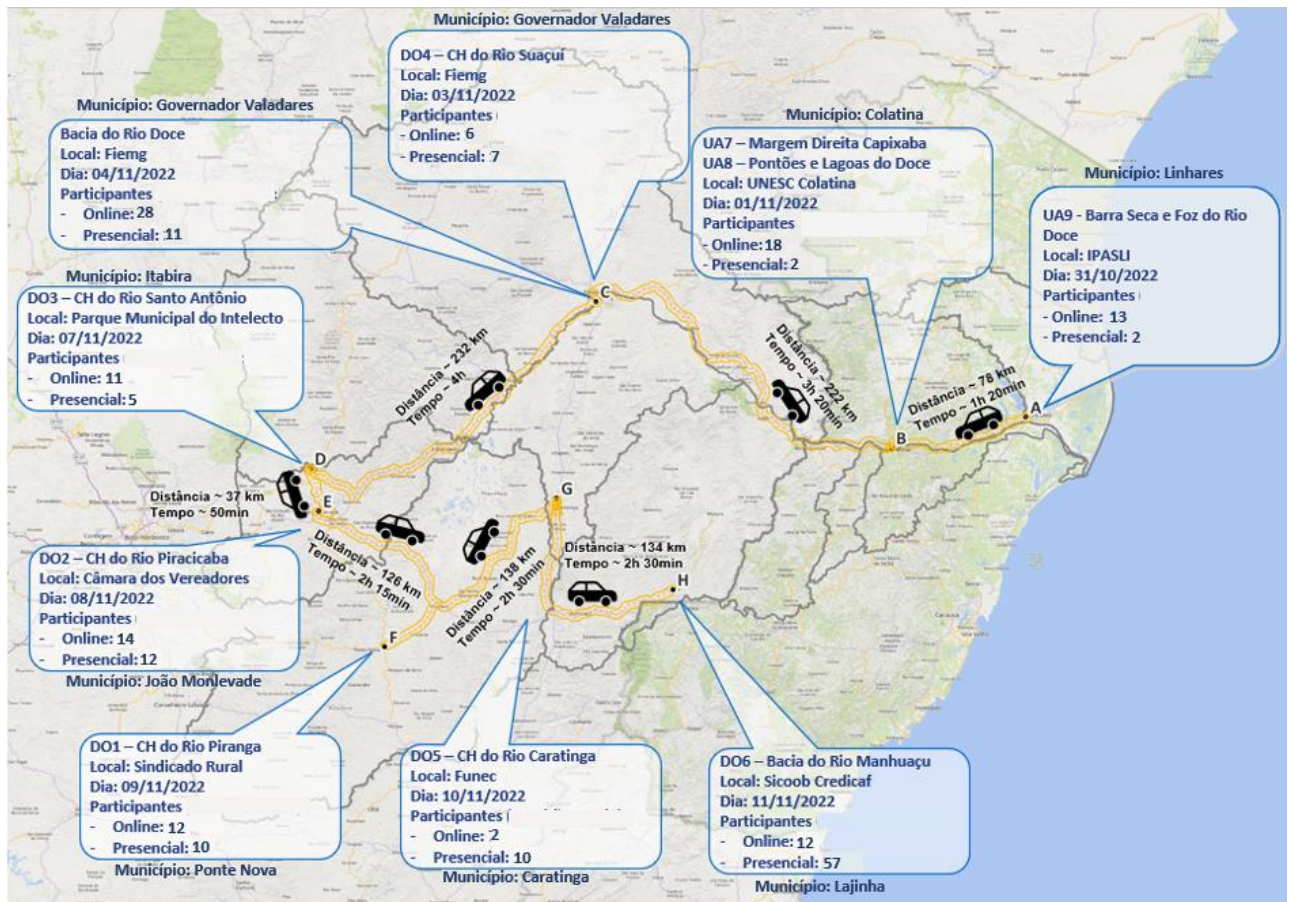 Município: Governador Valadares
DO4 – CH do Rio Suaçuí
Local: Fiemg
Dia: 03/11/2022
Participantes
- Online: 6
- Presencial: 7
Município: Governador Valadares
Bacia do Rio Doce
Local: Fiemg
Dia: 04/11/2022
Participantes
- Online: 28
- Presencial: 11
Município: Colatina
UA7 – Margem Direita Capixaba
UA8 – Pontões e Lagoas do Doce
Local: UNESC Colatina
Dia: 01/11/2022
Participantes
- Online: 18
- Presencial: 2
Município: Linhares
UA9 - Barra Seca e Foz do Rio
Doce
Local: IPASLI
Dia: 31/10/2022
Participantes
- Online: 13
- Presencial: 2
Município: Itabira
DO3 – CH do Rio Santo Antônio
Local: Parque Municipal do Intelecto
Dia: 07/11/2022
Participantes
- Online: 11
- Presencial: 5
C
Distância ~ 232 km
Tempo ~ 4h
Distância ~ 222 km
Tempo ~ 3h 20min
Distância ~ 78 km
Tempo ~ 1h 20min
A
B
D
Distância ~ 37 km
Tempo ~ 50min
E
G
Distância ~ 126 km
Tempo ~ 2h 15min
Distância ~ 138 km
Tempo ~ 2h 30min
Distância ~ 134 km
Tempo ~ 2h 30min
H
F
DO2 – CH do Rio Piracicaba
Local: Câmara dos Vereadores
Dia: 08/11/2022
Participantes
- Online: 14
- Presencial: 12
Município: João Monlevade
DO1 – CH do Rio Piranga
Local: Sindicado Rural
Dia: 09/11/2022
Participantes
- Online: 12
- Presencial: 10
Município: Ponte Nova
DO5 – CH do Rio Caratinga
Local: Funec
Dia: 10/11/2022
Participantes
- Online: 2
- Presencial: 10
Município: Caratinga
DO6 – Bacia do Rio Manhuaçu
Local: Sicoob Credicaf
Dia: 11/11/2022
Participantes
- Online: 12
- Presencial: 57
Município: Lajinha